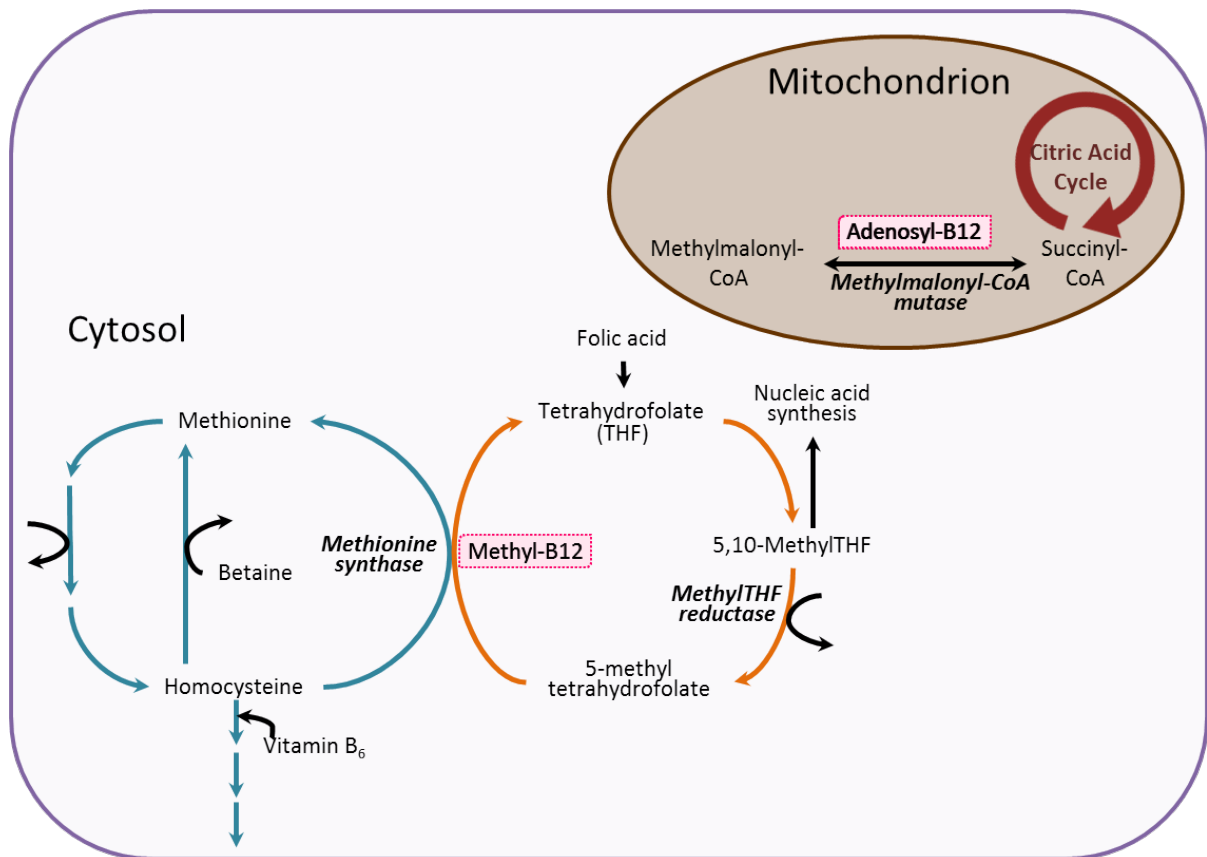 Mitochondrion
Citric Acid
Cycle
Adenosyl-B12
Methylmalonyl-
CoA
Succinyl-
CoA
Methylmalonyl-CoA
mutase
Cytosol
Folic acid
Tetrahydrofolate
(THF)
Nucleic acid
synthesis
Methionine
Methionine
synthase
Methyl-B12
5,10-MethylTHF
Betaine
MethylTHF
reductase
5-methyl
tetrahydrofolate
Homocysteine
Vitamin B₆